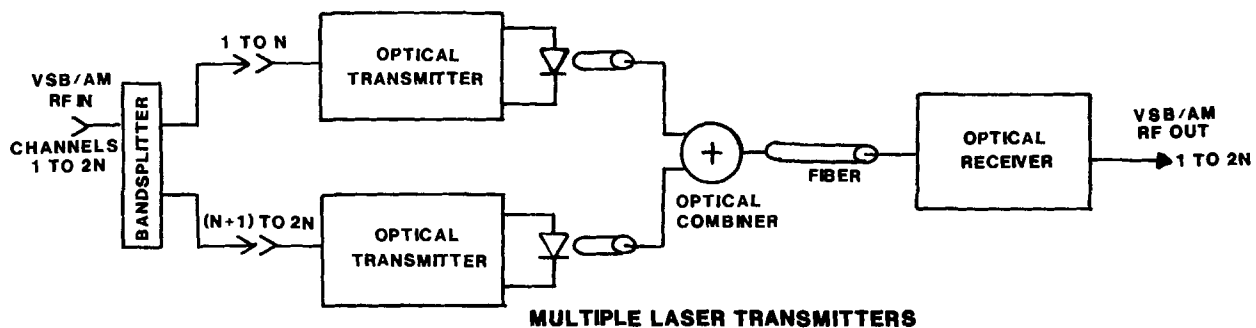 VSB/AM
RF IN
CHANNELS
1 TO 2N
BANDSPLITTER
1 TO N
OPTICAL
TRANSMITTER
(N+1) TO 2N
OPTICAL
TRANSMITTER
+
OPTICAL
COMBINER
FIBER
OPTICAL
RECEIVER
VSB/AM
RF OUT
1 TO 2N
MULTIPLE LASER TRANSMITTERS